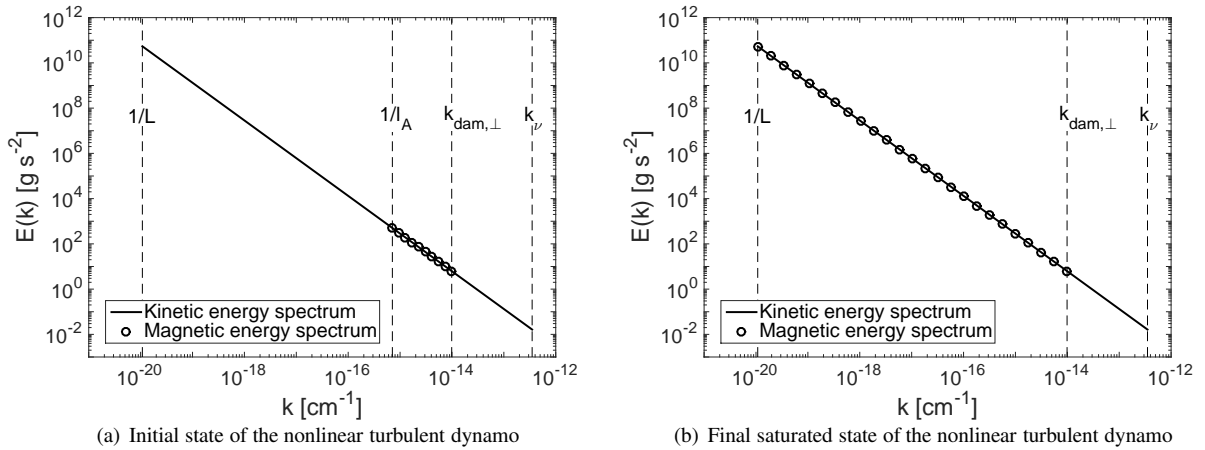 10^10
10^8
10^6
10^4
10^2
10^0
10^-2
E(k) [g s^-2]
1/L
1/l_A
k_dam,⊥
k_ν
Kinetic energy spectrum
Magnetic energy spectrum
10^-20
10^-18
10^-16
10^-14
10^-12
k [cm^-1]
(a) Initial state of the nonlinear turbulent dynamo
10^10
10^8
10^6
10^4
10^2
10^0
10^-2
E(k) [g s^-2]
1/L
k_dam,⊥
k_ν
Kinetic energy spectrum
Magnetic energy spectrum
10^-20
10^-18
10^-16
10^-14
10^-12
k [cm^-1]
(b) Final saturated state of the nonlinear turbulent dynamo